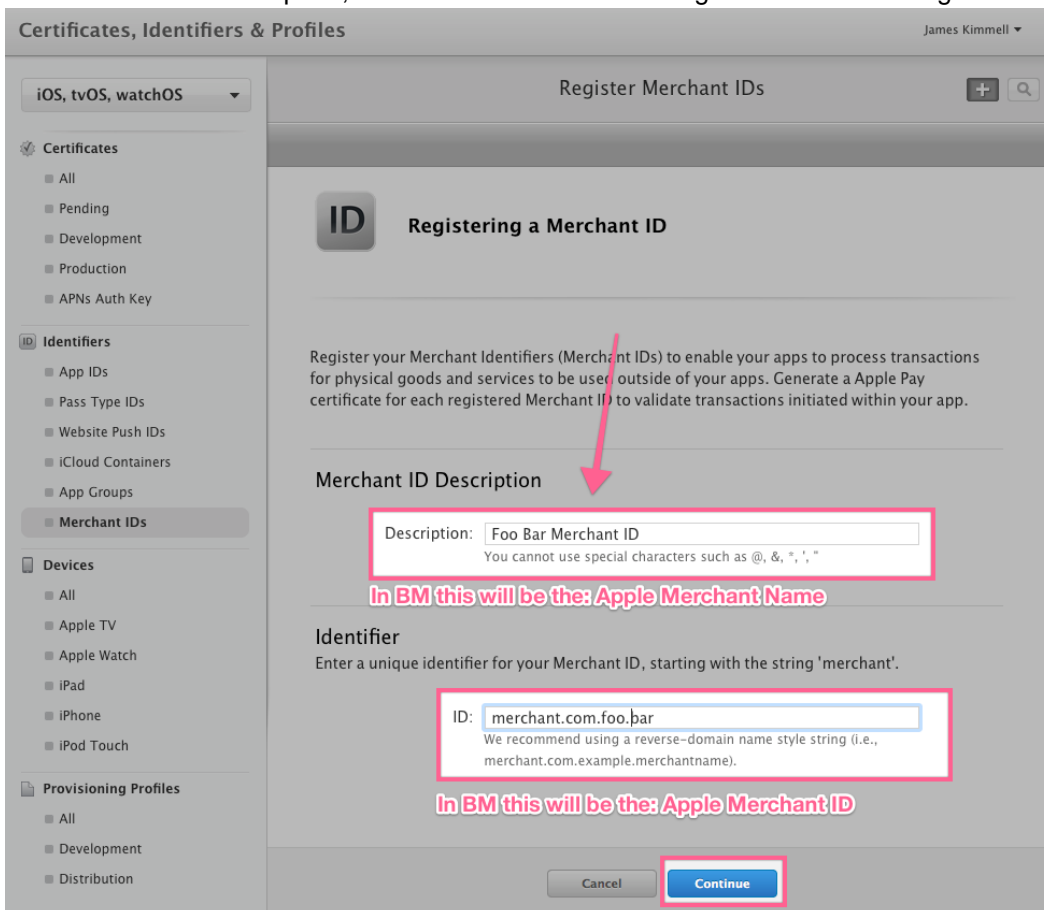 Certificates, Identifiers & Profiles
James Kimmell
iOS, tvOS, watchOS
Register Merchant IDs
Certificates
All
Pending
Development
Production
APNs Auth Key
Identifiers
App IDs
Pass Type IDs
Website Push IDs
iCloud Containers
App Groups
Merchant IDs
Devices
All
Apple TV
Apple Watch
iPad
iPhone
iPod Touch
Provisioning Profiles
All
Development
Distribution
ID
Registering a Merchant ID
Register your Merchant Identifiers (Merchant IDs) to enable your apps to process transactions
for physical goods and services to be used outside of your apps. Generate a Apple Pay
certificate for each registered Merchant ID to validate transactions initiated within your app.
Merchant ID Description
Description: Foo Bar Merchant ID
You cannot use special characters such as @, &, *, ', "
In BM this will be the: Apple Merchant Name
Identifier
Enter a unique identifier for your Merchant ID, starting with the string 'merchant'.
ID: merchant.com.foo.bar
We recommend using a reverse-domain name style string (i.e.,
merchant.com.example.merchantname).
In BM this will be the: Apple Merchant ID
Cancel
Continue